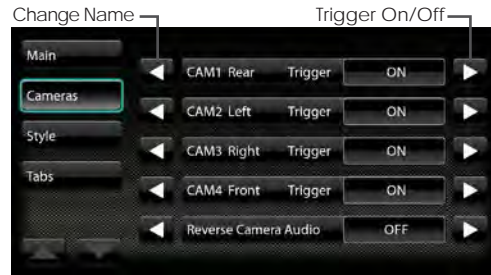 Change Name
Trigger On/Off
Main
Cameras
Style
Tabs
CAM1 Rear Trigger ON
CAM2 Left Trigger ON
CAM3 Right Trigger ON
CAM4 Front Trigger ON
Reverse Camera Audio OFF